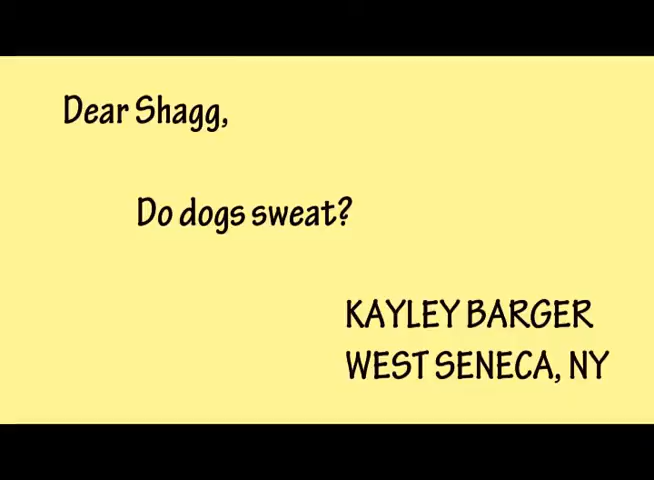 Dear Shagg,
Do dogs sweat?
KAYLEY BARGER
WEST SENECA, NY